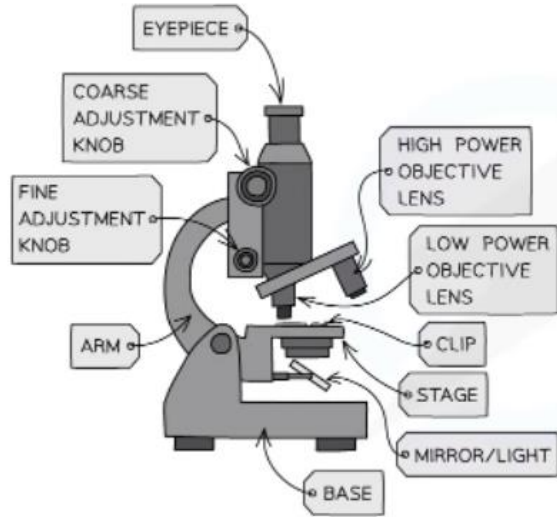 EYEPIECE
COARSE
ADJUSTMENT
KNOB
FINE
ADJUSTMENT
KNOB
ARM
HIGH POWER
OBJECTIVE
LENS
LOW POWER
OBJECTIVE
LENS
CLIP
STAGE
MIRROR/LIGHT
BASE